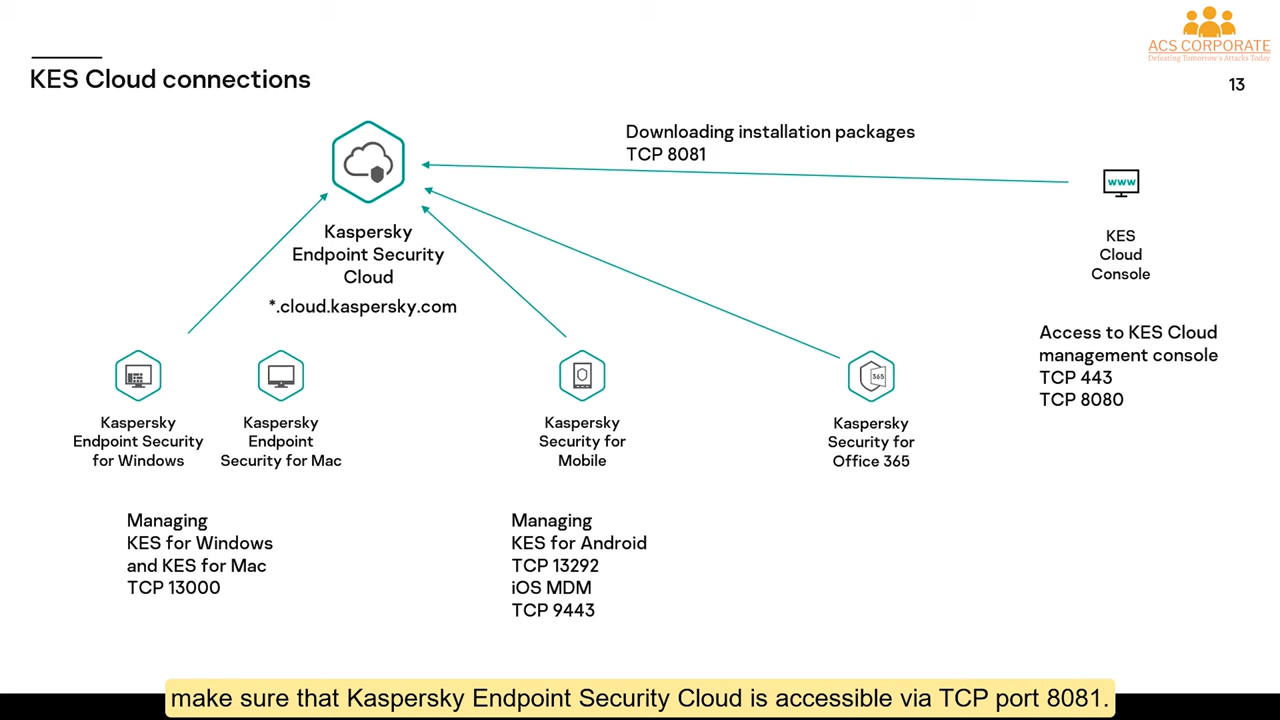 ACS CORPORATE
Defeating Tomorrow's Attacks Today
KES Cloud connections
13
Downloading installation packages
TCP 8081
www
KES
Cloud
Console
Kaspersky
Endpoint Security
Cloud
*.cloud.kaspersky.com
Access to KES Cloud
management console
TCP 443
TCP 8080
Kaspersky
Endpoint Security
for Windows
Kaspersky
Endpoint
Security for Mac
Kaspersky
Security for
Mobile
365
Kaspersky
Security for
Office 365
Managing
KES for Windows
and KES for Mac
TCP 13000
Managing
KES for Android
TCP 13292
iOS MDM
TCP 9443
make sure that Kaspersky Endpoint Security Cloud is accessible via TCP port 8081.